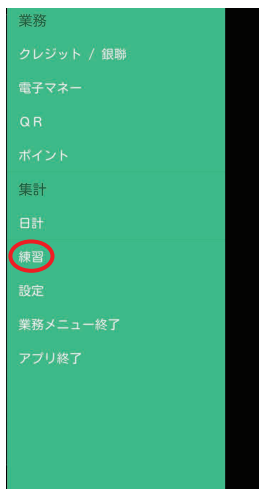 業務
クレジット / 銀聯
電子マネー
ＱＲ
ポイント
集計
日計
練習
設定
業務メニュー終了
アプリ終了